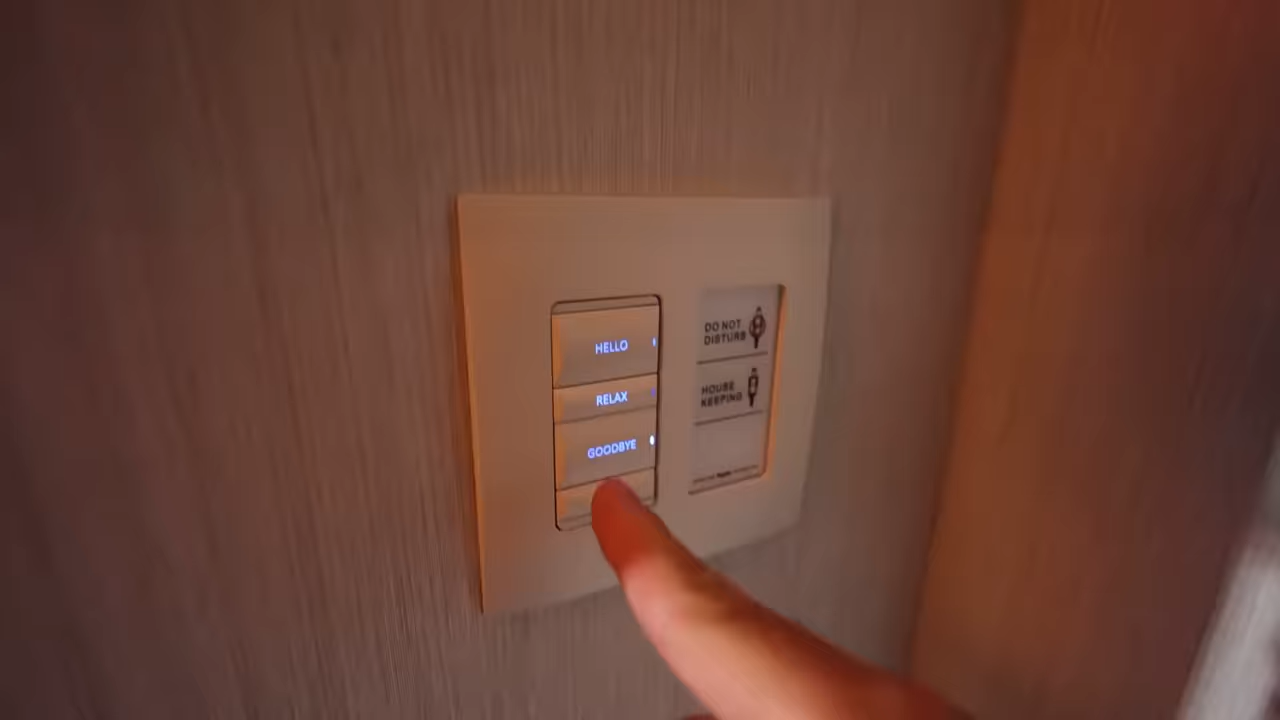 HELLO
RELAX
GOODBYE
DO NOT
DISTURB
HOUSE
KEEPING